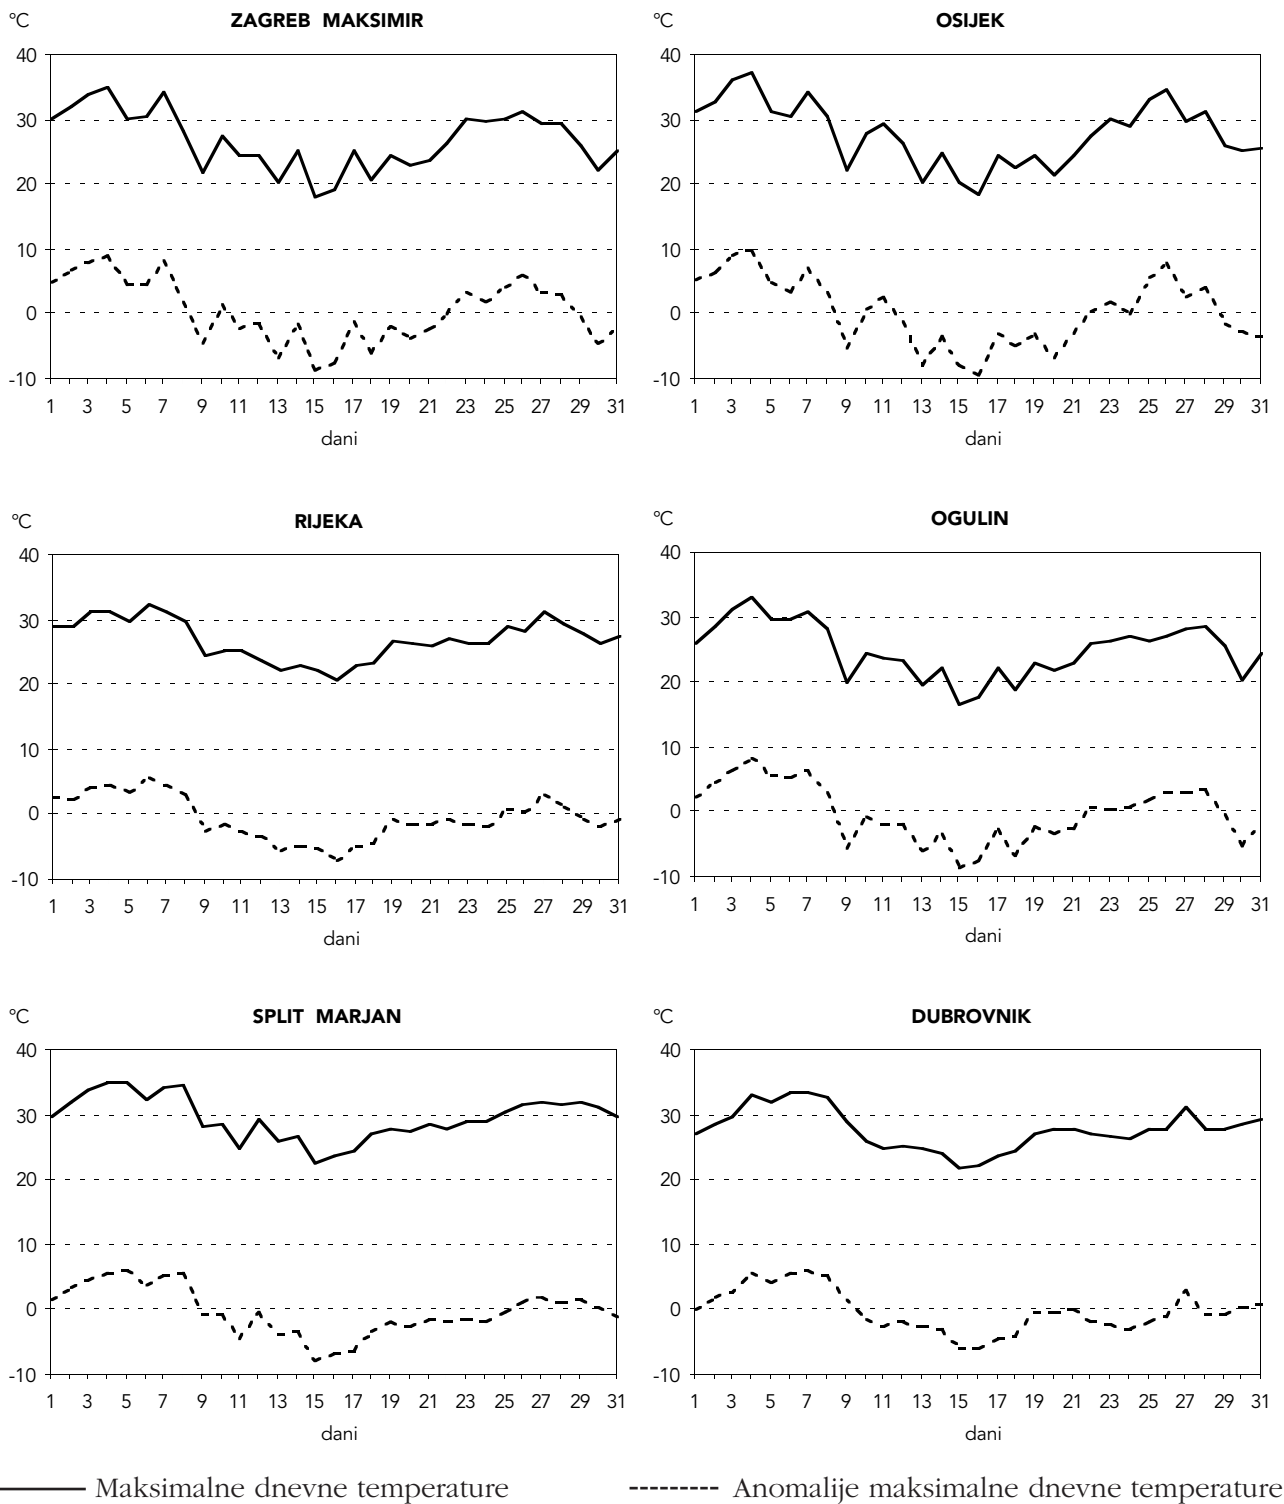 °C ZAGREB MAKSIMIR
40
30
20
10
0
-10
1 3 5 7 9 11 13 15 17 19 21 23 25 27 29 31
dani
°C OSIJEK
40
30
20
10
0
-10
1 3 5 7 9 11 13 15 17 19 21 23 25 27 29 31
dani
°C RIJEKA
40
30
20
10
0
-10
1 3 5 7 9 11 13 15 17 19 21 23 25 27 29 31
dani
°C OGULIN
40
30
20
10
0
-10
1 3 5 7 9 11 13 15 17 19 21 23 25 27 29 31
dani
°C SPLIT MARJAN
40
30
20
10
0
-10
1 3 5 7 9 11 13 15 17 19 21 23 25 27 29 31
dani
°C DUBROVNIK
40
30
20
10
0
-10
1 3 5 7 9 11 13 15 17 19 21 23 25 27 29 31
dani
Maksimalne dnevne temperature
Anomalije maksimalne dnevne temperature